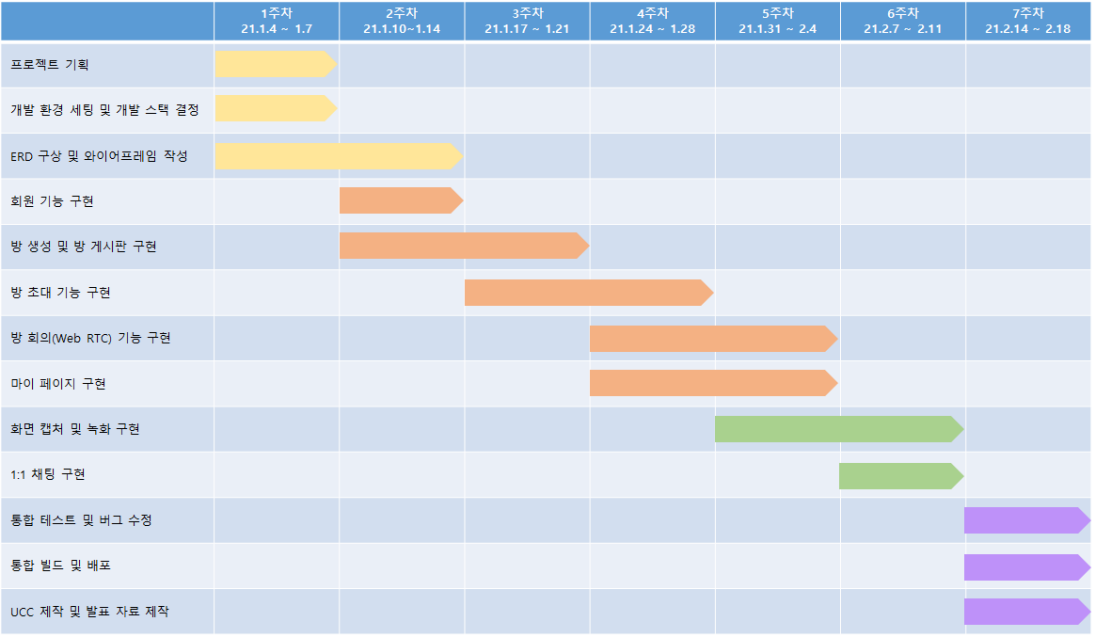 1주차
21.1.4 ~ 1.7
2주차
21.1.10~1.14
3주차
21.1.17 ~ 1.21
4주차
21.1.24 ~ 1.28
5주차
21.1.31 ~ 2.4
6주차
21.2.7 ~ 2.11
7주차
21.2.14 ~ 2.18
프로젝트 기획
개발 환경 세팅 및 개발 스택 결정
ERD 구상 및 와이어프레임 작성
회원 기능 구현
방 생성 및 방 게시판 구현
방 초대 기능 구현
방 회의(Web RTC) 기능 구현
마이 페이지 구현
화면 캡처 및 녹화 구현
1:1 채팅 구현
통합 테스트 및 버그 수정
통합 빌드 및 배포
UCC 제작 및 발표 자료 제작